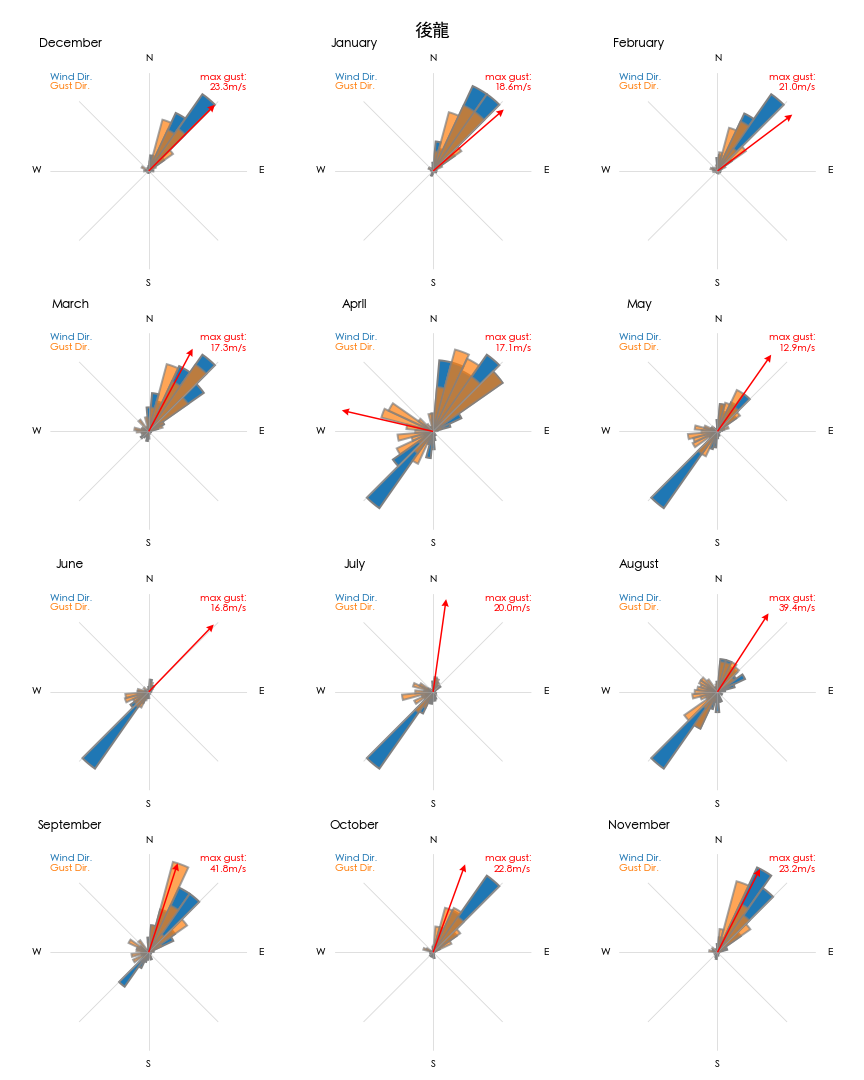 後龍
December
N
Wind Dir.
Gust Dir.
max gust:
23.3m/s
W
E
S
January
N
Wind Dir.
Gust Dir.
max gust:
18.6m/s
W
E
S
February
N
Wind Dir.
Gust Dir.
max gust:
21.0m/s
W
E
S
March
N
Wind Dir.
Gust Dir.
max gust:
17.3m/s
W
E
S
April
N
Wind Dir.
Gust Dir.
max gust:
17.1m/s
W
E
S
May
N
Wind Dir.
Gust Dir.
max gust:
12.9m/s
W
E
S
June
N
Wind Dir.
Gust Dir.
max gust:
16.8m/s
W
E
S
July
N
Wind Dir.
Gust Dir.
max gust:
20.0m/s
W
E
S
August
N
Wind Dir.
Gust Dir.
max gust:
39.4m/s
W
E
S
September
N
Wind Dir.
Gust Dir.
max gust:
41.8m/s
W
E
S
October
N
Wind Dir.
Gust Dir.
max gust:
22.8m/s
W
E
S
November
N
Wind Dir.
Gust Dir.
max gust:
23.2m/s
W
E
S